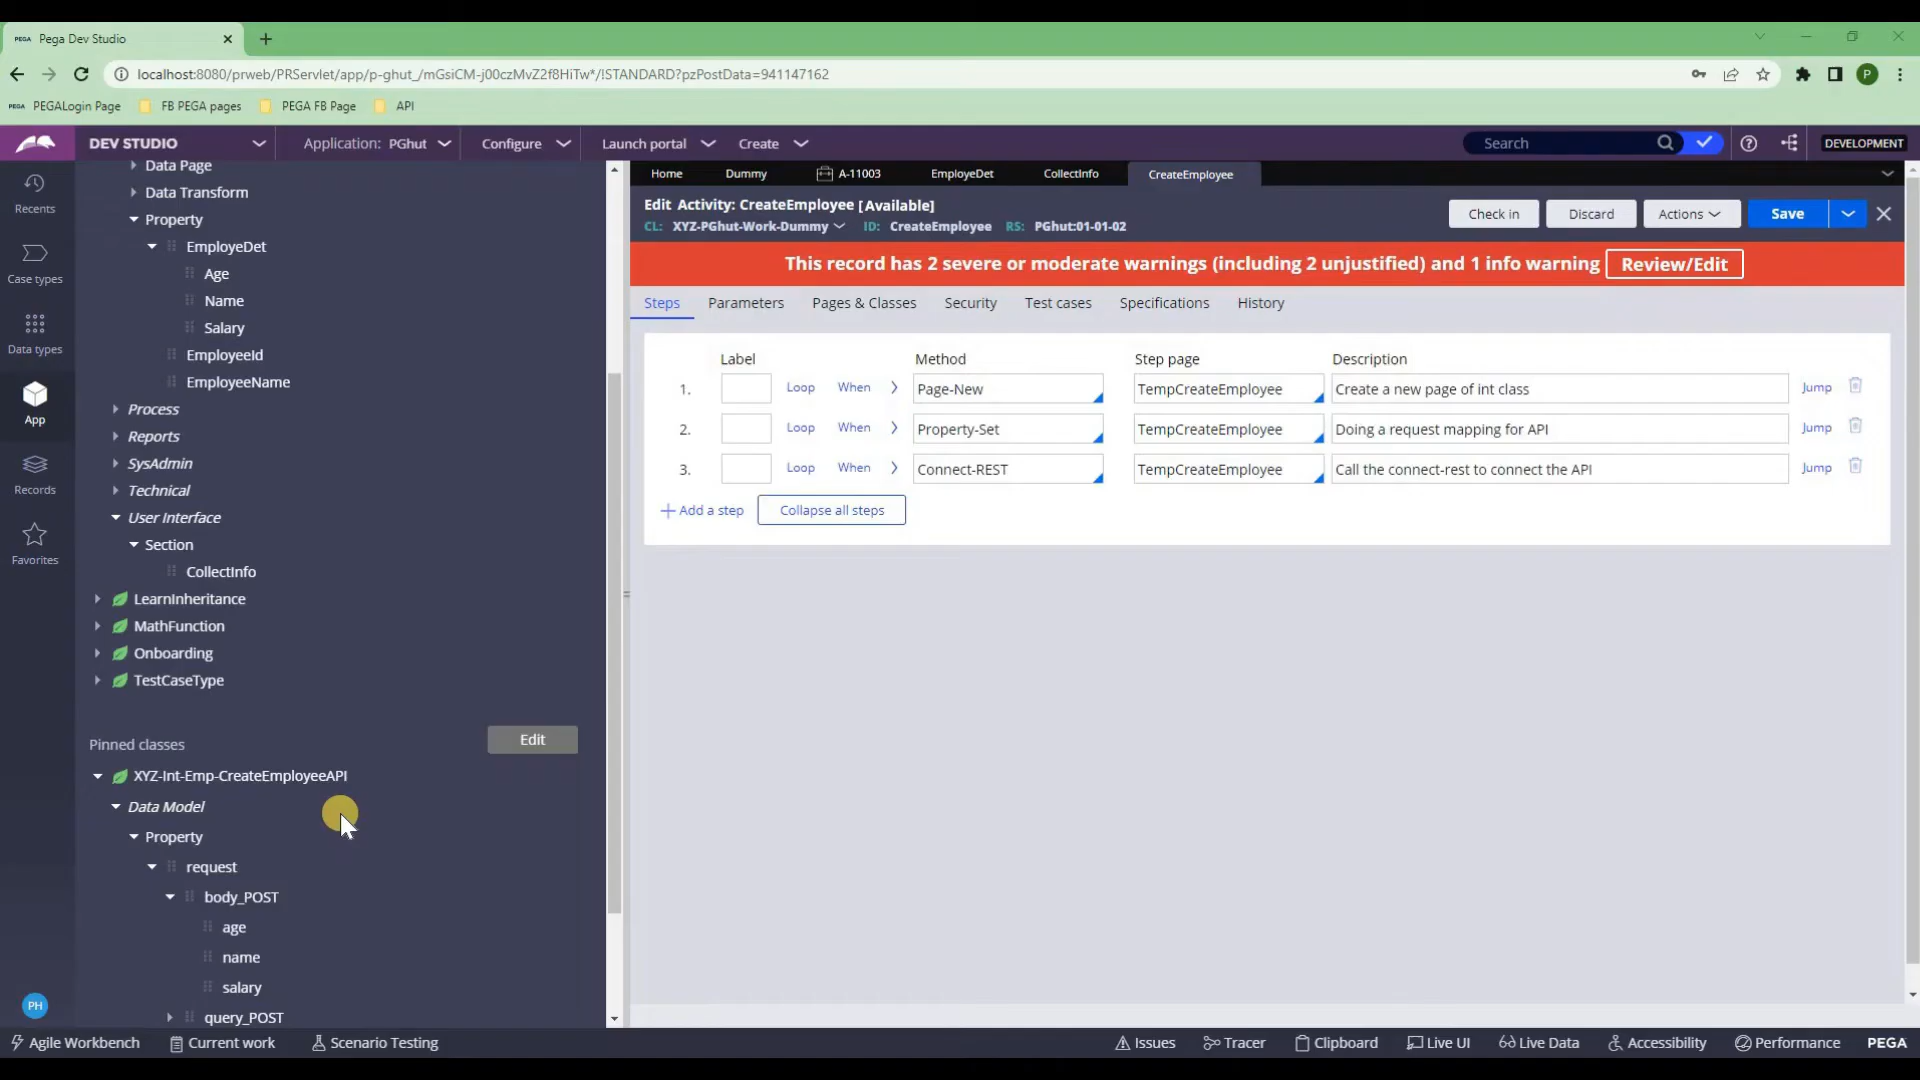 PEGA Pega Dev Studio
localhost:8080/prweb/PRServlet/app/p-ghut_/mGsiCM-j00czMvZ2f8HiTw*/!STANDARD?pzPostData=941147162
P
PEGA PEGALogin Page FB PEGA pages PEGA FB Page API
DEV STUDIO Application: PGhut Configure Launch portal Create Search DEVELOPMENT
Recents
Case types
Data types
App
Records
Favorites
PH
Data Page
Data Transform
Property
EmployeDet
Age
Name
Salary
EmployeeId
EmployeeName
Process
Reports
SysAdmin
Technical
User Interface
Section
CollectInfo
LearnInheritance
MathFunction
Onboarding
TestCaseType
Pinned classes Edit
XYZ-Int-Emp-CreateEmployeeAPI
Data Model
Property
request
body_POST
age
name
salary
query_POST
Home Dummy A-11003 EmployeDet CollectInfo CreateEmployee
Edit Activity: CreateEmployee [Available]
CL: XYZ-PGhut-Work-Dummy ID: CreateEmployee RS: PGhut:01-01-02
Check in Discard Actions Save
This record has 2 severe or moderate warnings (including 2 unjustified) and 1 info warning Review/Edit
Steps Parameters Pages & Classes Security Test cases Specifications History
Label Method Step page Description
1. Loop When Page-New TempCreateEmployee Create a new page of int class Jump
2. Loop When Property-Set TempCreateEmployee Doing a request mapping for API Jump
3. Loop When Connect-REST TempCreateEmployee Call the connect-rest to connect the API Jump
Add a step Collapse all steps
Agile Workbench Current work Scenario Testing Issues Tracer Clipboard Live UI Live Data Accessibility Performance PEGA